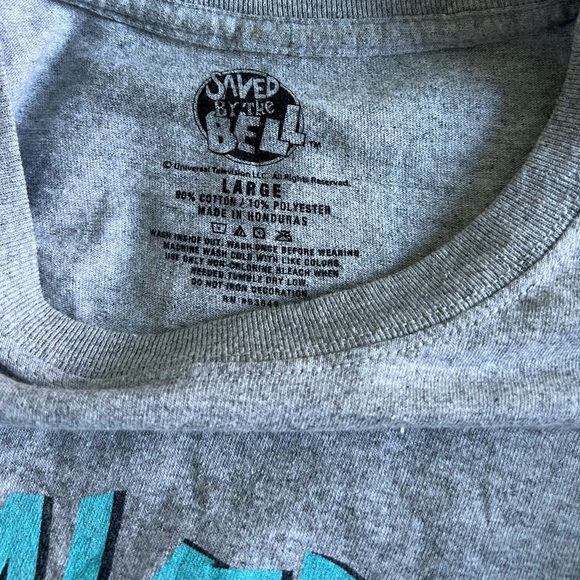 SAVED
BY THE
BELL™
© Universal Television LLC. All Rights Reserved.
LARGE
90% COTTON / 10% POLYESTER
MADE IN HONDURAS
WASH INSIDE OUT. WASH ONCE BEFORE WEARING.
MACHINE WASH COLD WITH LIKE COLORS.
USE ONLY NON-CHLORINE BLEACH WHEN
NEEDED. TUMBLE DRY LOW.
DO NOT IRON DECORATION.
RN